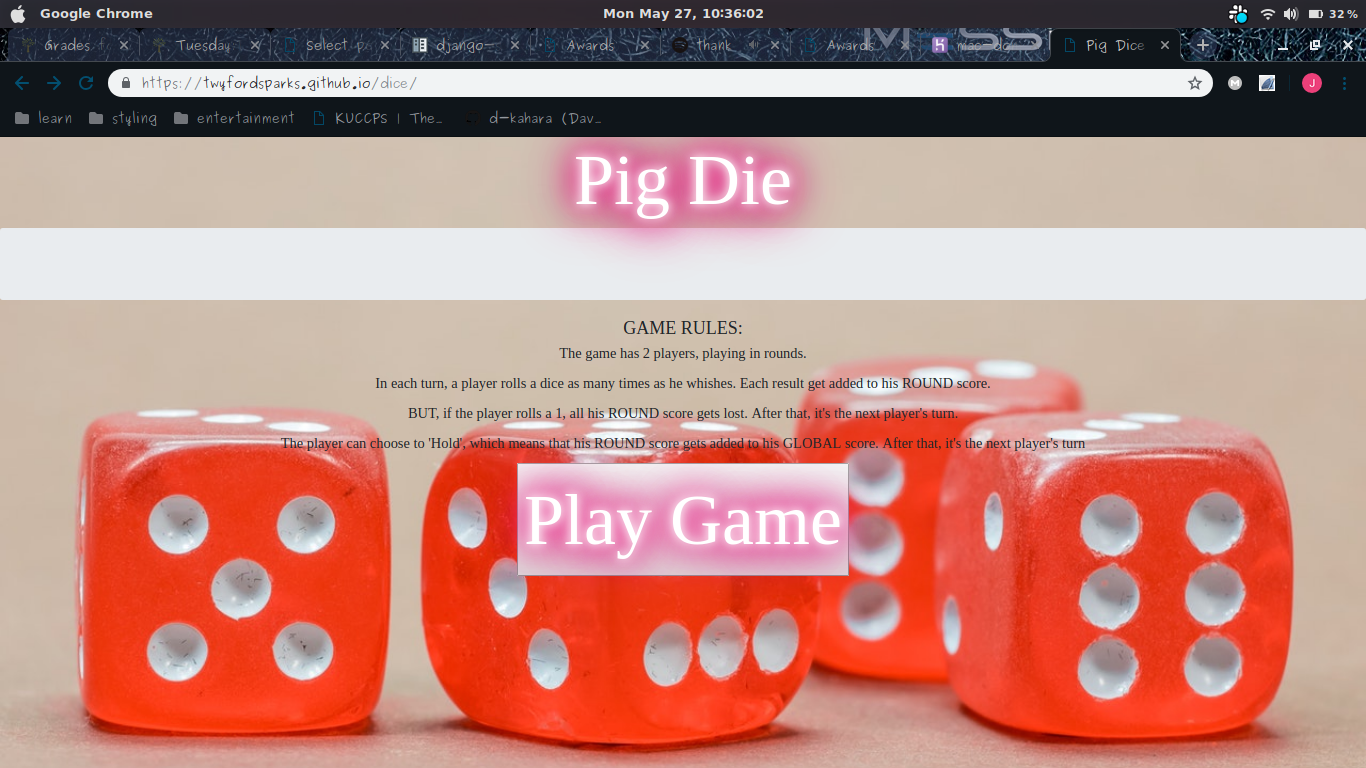 Google Chrome Mon May 27, 10:36:02 32 %
Grades Tuesday Select django— Awards thank Awards Pig Dice
https://twyfordsparks.github.io/dice/
learn styling entertainment KUCCPS | The… d-kahara (Dav…
Pig Die
GAME RULES:
The game has 2 players, playing in rounds.
In each turn, a player rolls a dice as many times as he whishes. Each result get added to his ROUND score.
BUT, if the player rolls a 1, all his ROUND score gets lost. After that, it's the next player's turn.
The player can choose to 'Hold', which means that his ROUND score gets added to his GLOBAL score. After that, it's the next player's turn
Play Game